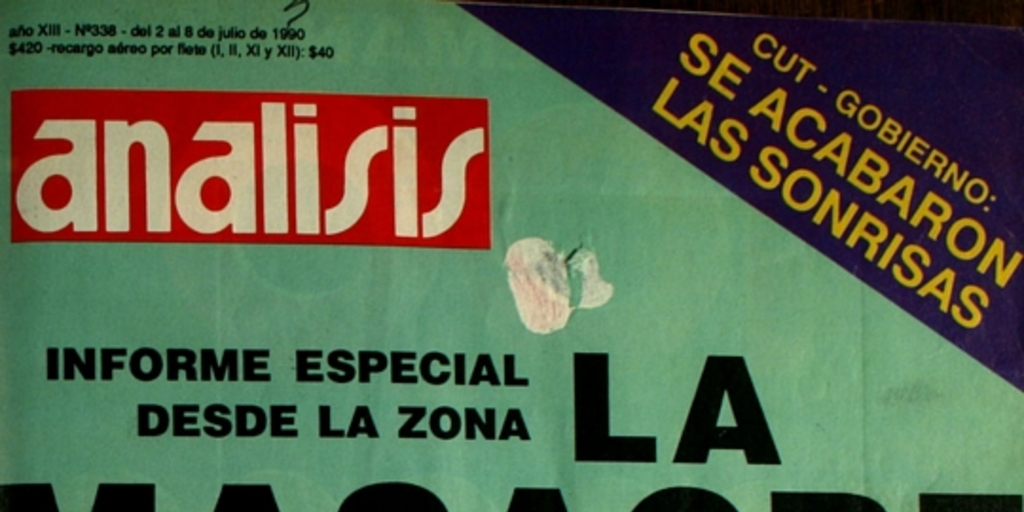 año XIII - Nº338 - del 2 al 8 de julio de 1990
$420 -recargo aéreo por flete (I, II, XI y XII): $40
CUT - GOBIERNO:
SE ACABARON
LAS SONRISAS
analisis
INFORME ESPECIAL
DESDE LA ZONA
LA